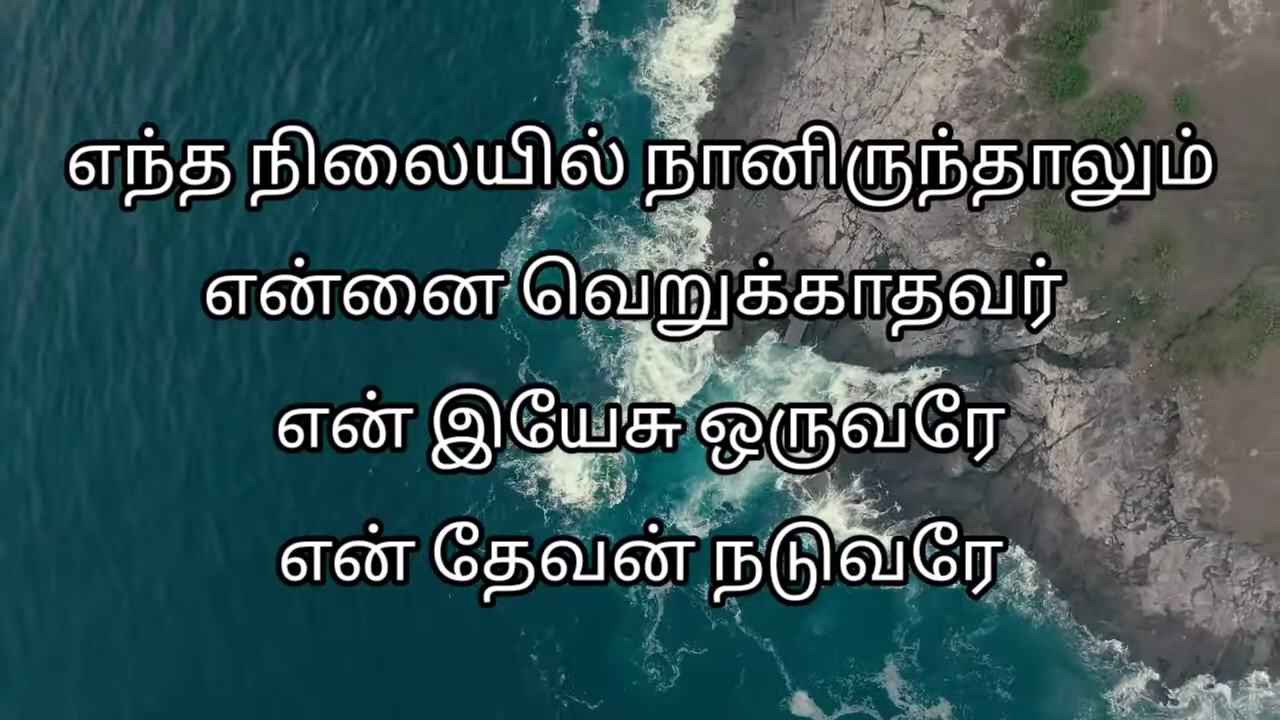 எந்த நிலையில் நானிருந்தாலும்
என்னை வெறுக்காதவர்
என் இயேசு ஒருவரே
என் தேவன் நடுவரே